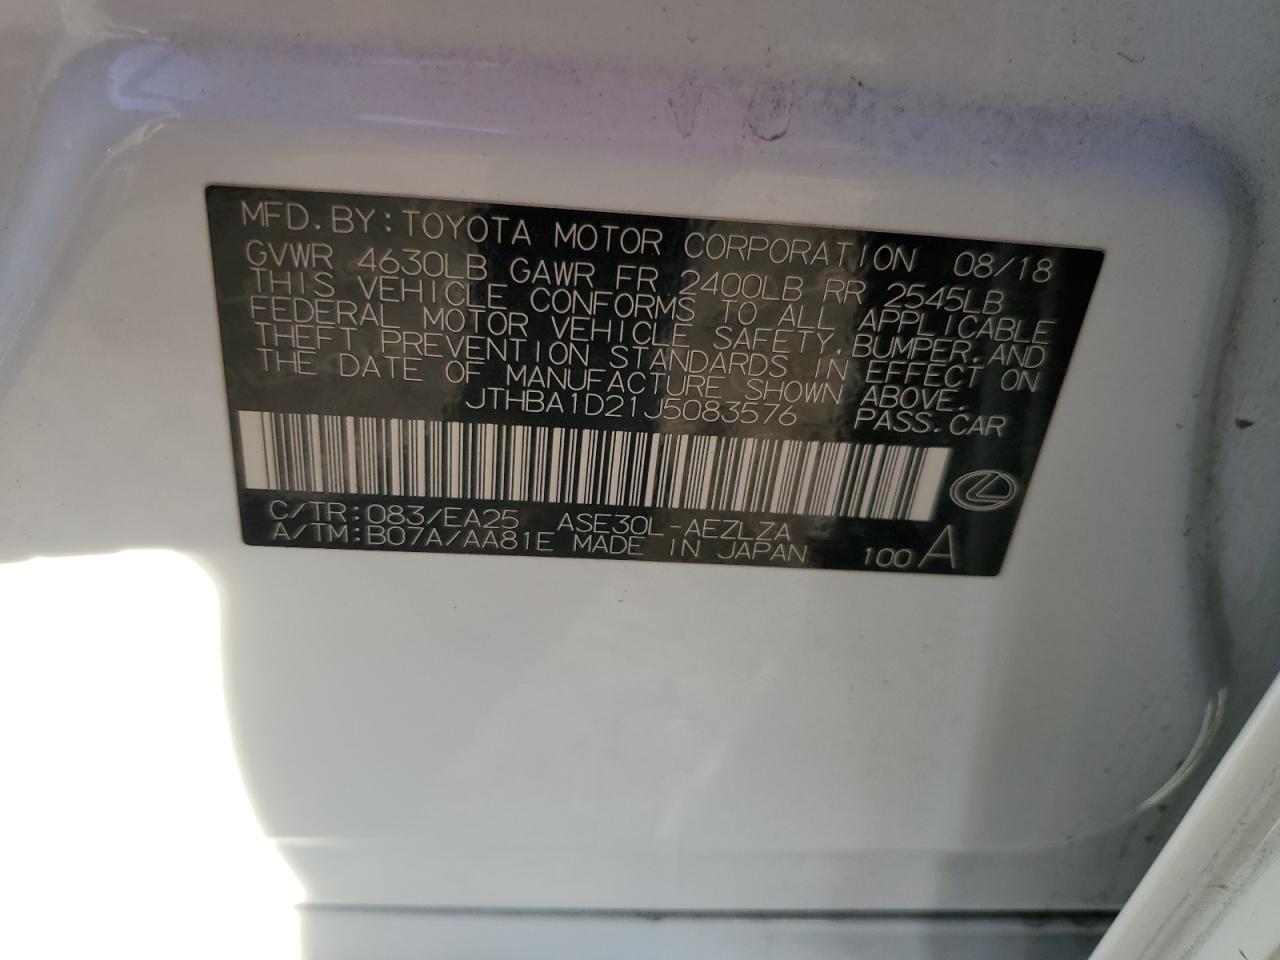 MFD. BY: TOYOTA MOTOR CORPORATION 08/18
GVWR 4630LB GAWR FR 2400LB RR 2545LB
THIS VEHICLE CONFORMS TO ALL APPLICABLE
FEDERAL MOTOR VEHICLE SAFETY, BUMPER, AND
THEFT PREVENTION STANDARDS IN EFFECT ON
THE DATE OF MANUFACTURE SHOWN ABOVE.
JTHBA1D21J5083576 PASS. CAR
C/TR: 083/EA25 ASE30L-AEZLZA
A/TM: B07A/AA81E MADE IN JAPAN 100 A